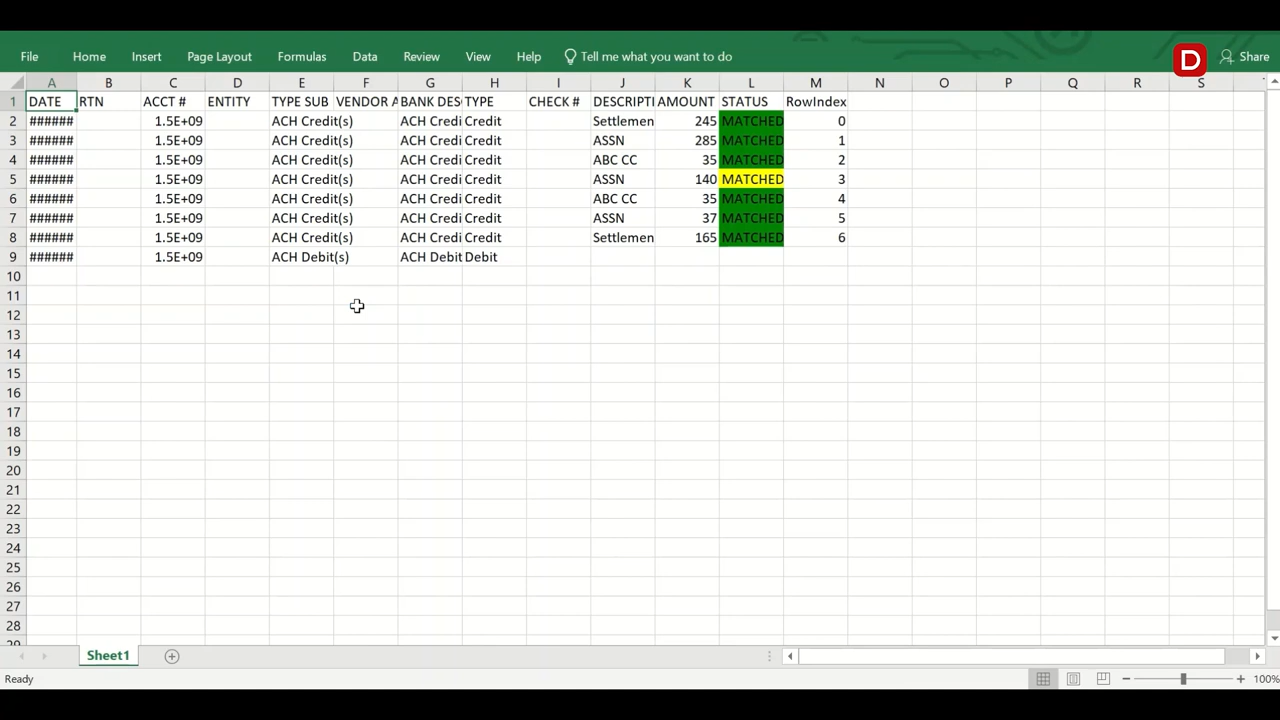 File Home Insert Page Layout Formulas Data Review View Help Tell me what you want to do D Share
A B C D E F G H I J K L M N O P Q R S
1 DATE RTN ACCT # ENTITY TYPE SUB VENDOR A BANK DES TYPE CHECK # DESCRIPTI AMOUNT STATUS RowIndex
2 ###### 1.5E+09 ACH Credit(s) ACH Credi Credit Settlemen 245 MATCHED 0
3 ###### 1.5E+09 ACH Credit(s) ACH Credi Credit ASSN 285 MATCHED 1
4 ###### 1.5E+09 ACH Credit(s) ACH Credi Credit ABC CC 35 MATCHED 2
5 ###### 1.5E+09 ACH Credit(s) ACH Credi Credit ASSN 140 MATCHED 3
6 ###### 1.5E+09 ACH Credit(s) ACH Credi Credit ABC CC 35 MATCHED 4
7 ###### 1.5E+09 ACH Credit(s) ACH Credi Credit ASSN 37 MATCHED 5
8 ###### 1.5E+09 ACH Credit(s) ACH Credi Credit Settlemen 165 MATCHED 6
9 ###### 1.5E+09 ACH Debit(s) ACH Debit Debit
10
11
12
13
14
15
16
17
18
19
20
21
22
23
24
25
26
27
28
29
Sheet1
Ready 100%